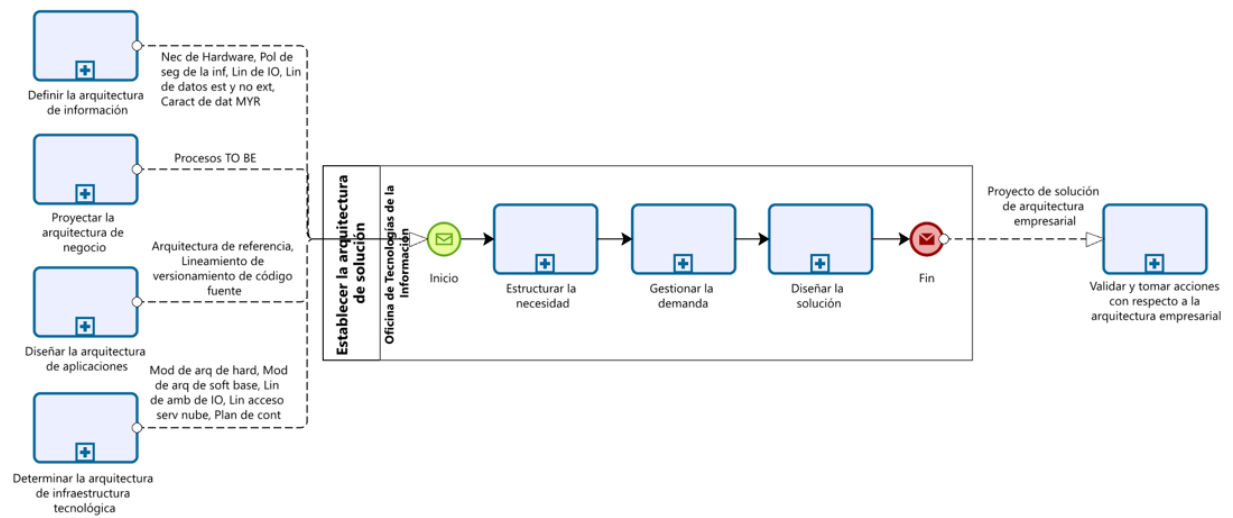 Nec de Hardware, Pol de
seg de la inf, Lin de IO, Lin
de datos est y no ext,
Caract de dat MYR
Definir la arquitectura
de información
Procesos TO BE
Proyectar la
arquitectura de
negocio
Arquitectura de referencia,
Lineamiento de
versionamiento de código
fuente
Diseñar la arquitectura
de aplicaciones
Mod de arq de hard, Mod
de arq de soft base, Lin
de amb de IO, Lin acceso
serv nube, Plan de cont
Determinar la arquitectura
de infraestructura
tecnológica
Establecer la arquitectura
de solución
Oficina de Tecnologías de la
Información
Inicio
Estructurar la
necesidad
Gestionar la
demanda
Diseñar la
solución
Fin
Proyecto de solución
de arquitectura
empresarial
Validar y tomar acciones
con respecto a la
arquitectura empresarial